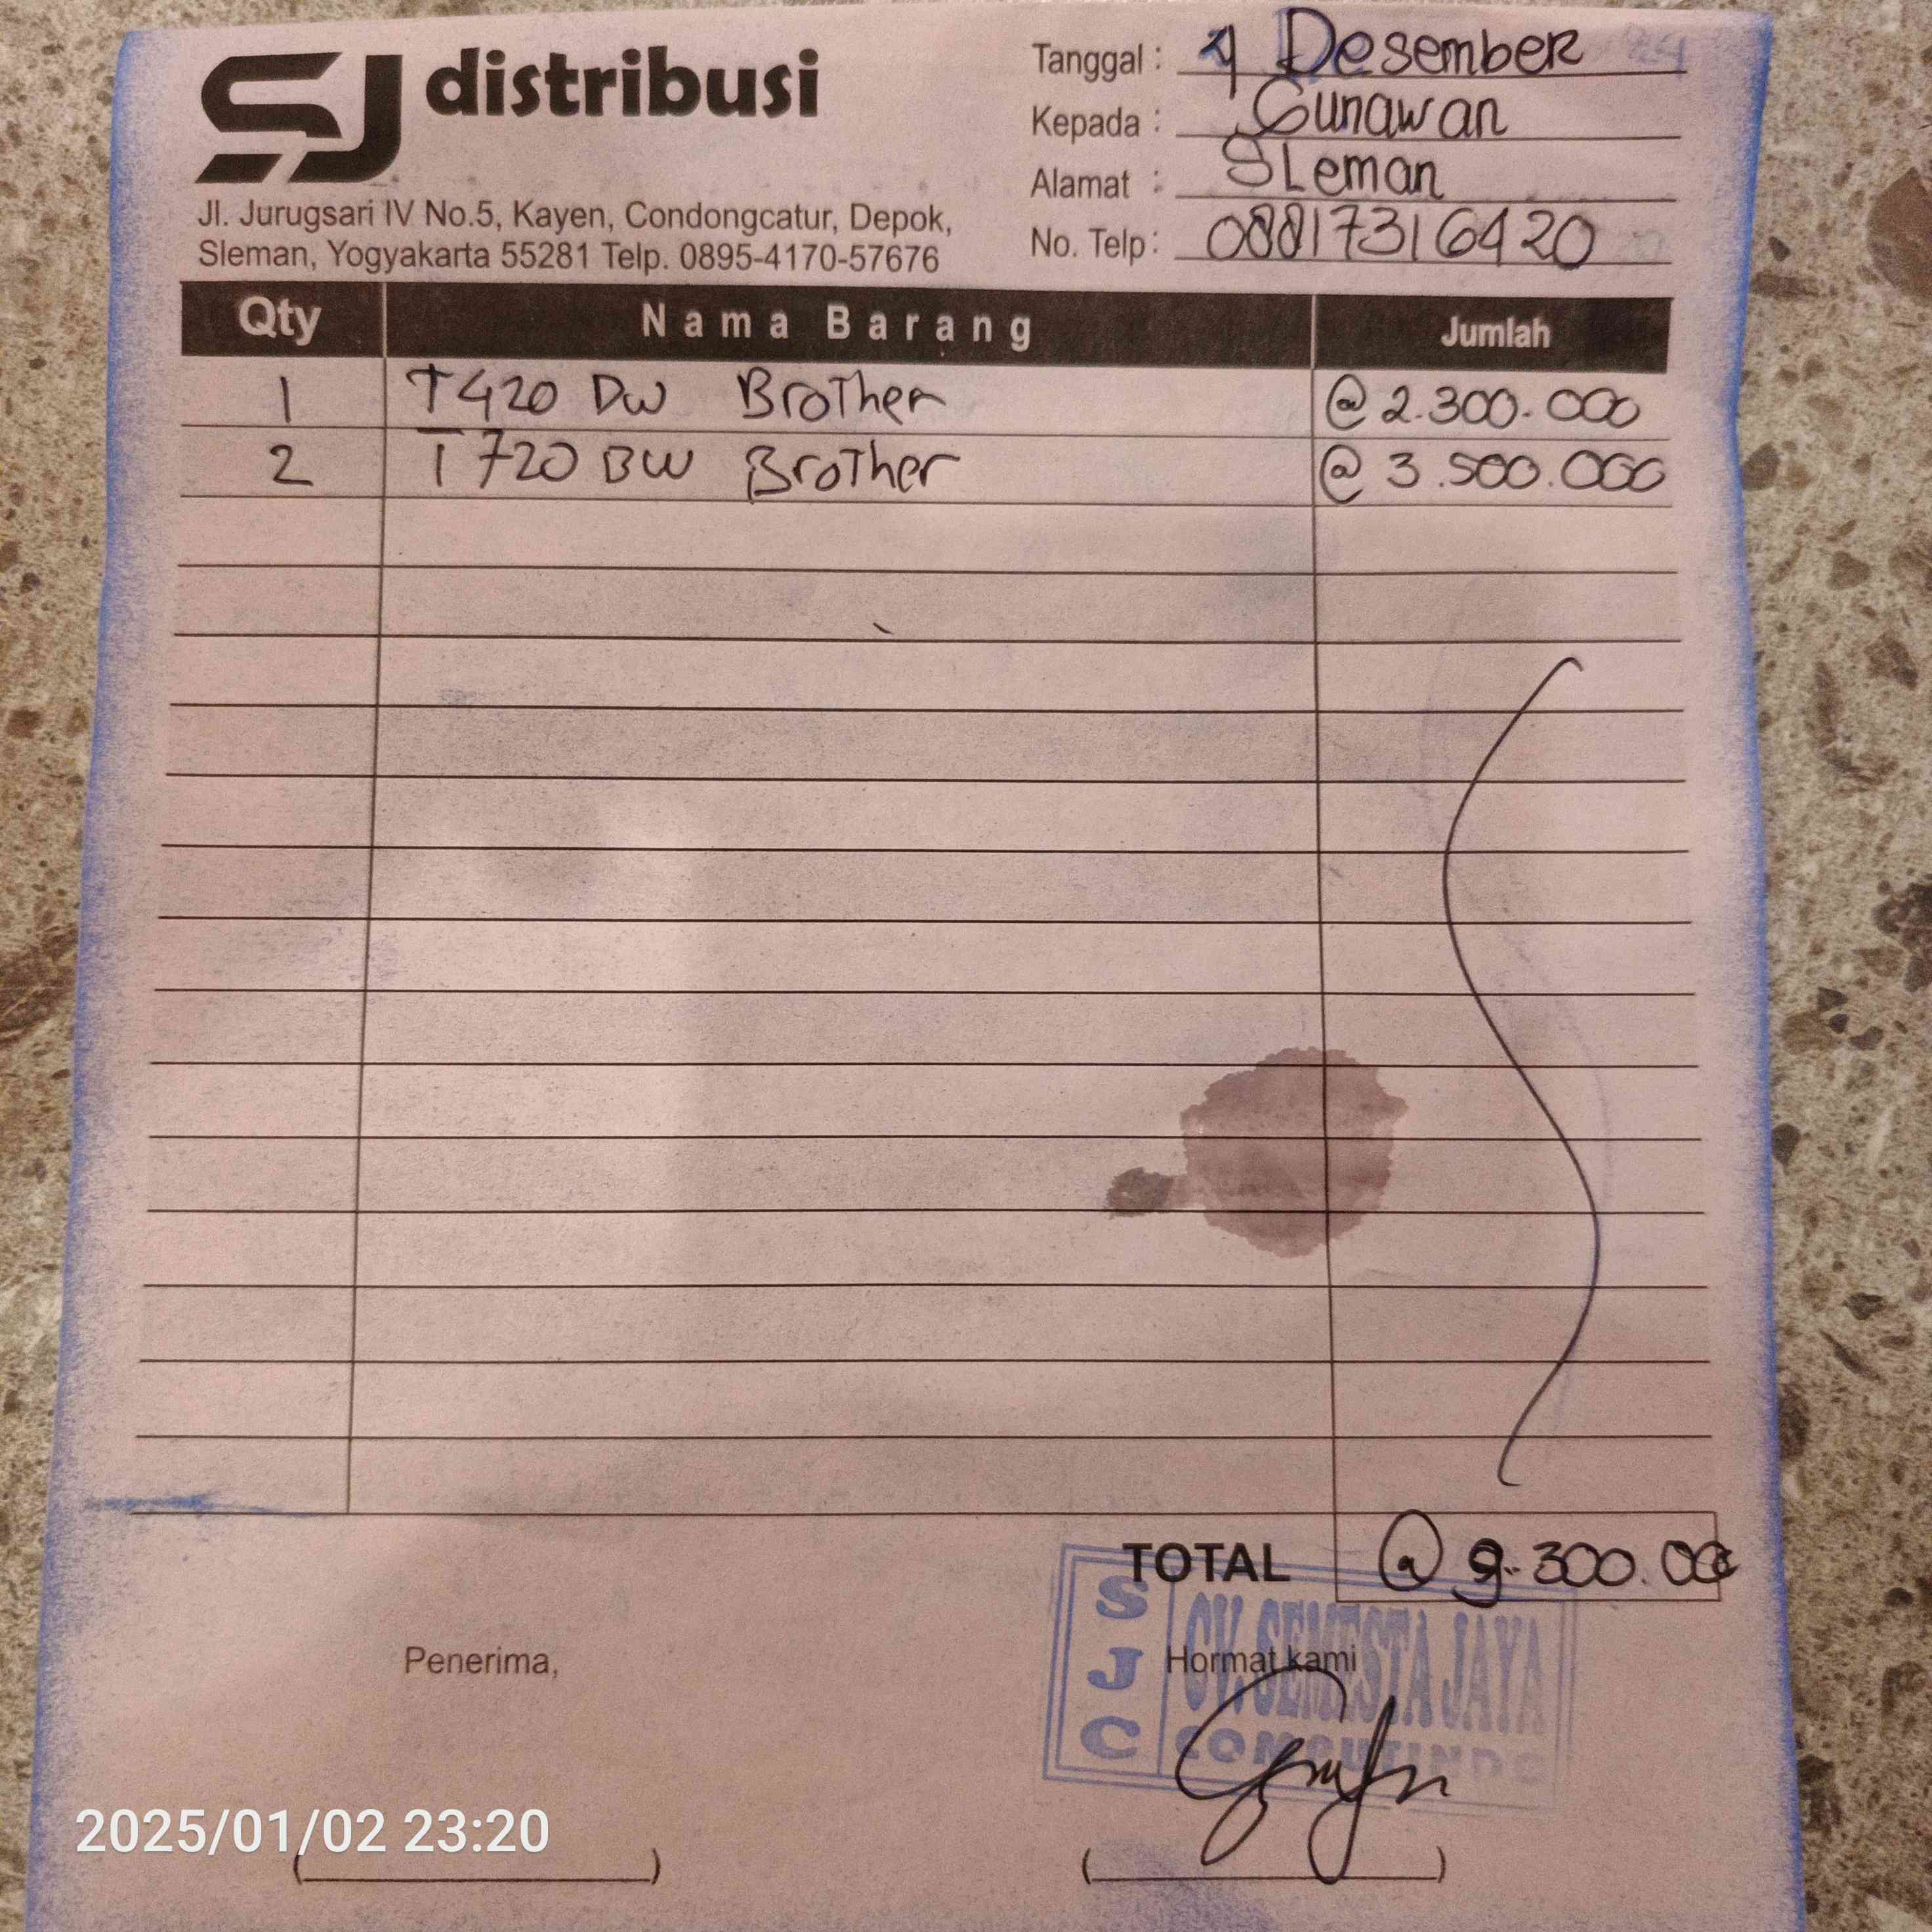 SJ distribusi
Jl. Jurugsari IV No.5, Kayen, Condongcatur, Depok,
Sleman, Yogyakarta 55281 Telp. 0895-4170-57676
Tanggal : 4 Desember
Kepada : Gunawan
Alamat : SLeman
No. Telp : 08817316420
Qty Nama Barang Jumlah
1 T420 DW Brother @ 2.300.000
2 T720 BW Brother @ 3.500.000
TOTAL @ 9.300.000
Penerima,
Hormat kami
SJC
CV. SEMESTA JAYA
COMPUTINDO
2025/01/02 23:20
( )
( )